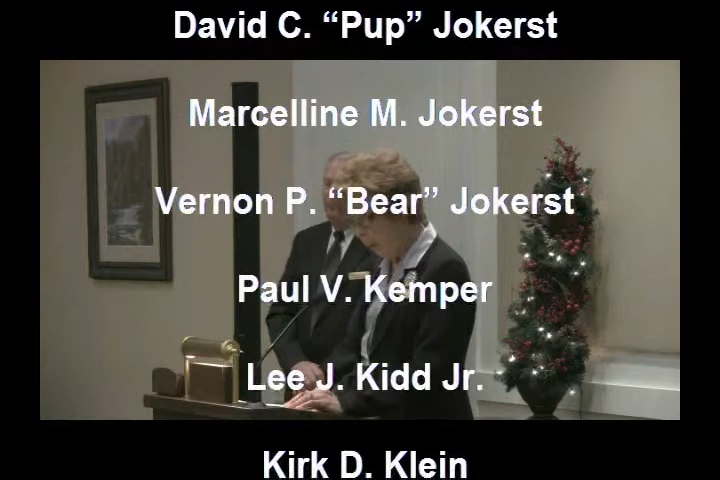 David C. “Pup” Jokerst
Marcelline M. Jokerst
Vernon P. “Bear” Jokerst
Paul V. Kemper
Lee J. Kidd Jr.
Kirk D. Klein